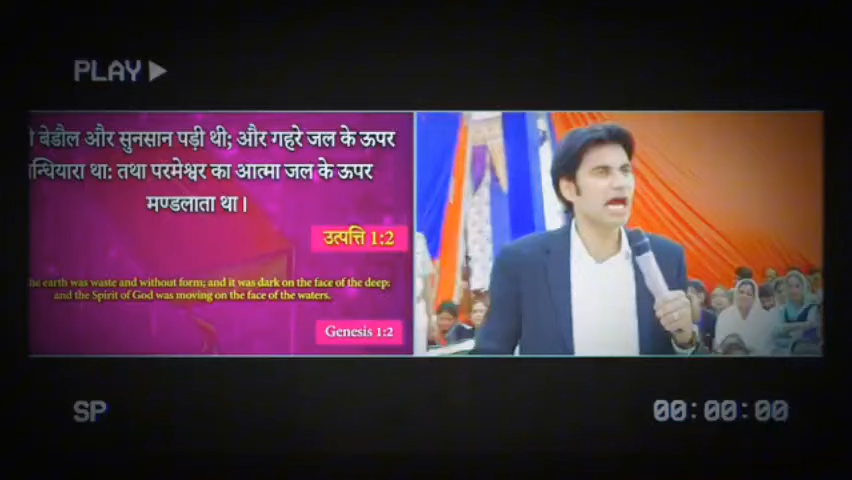 PLAY
बेडौल और सुनसान पड़ी थी; और गहरे जल के ऊपर
था: तथा परमेश्वर का आत्मा जल के ऊपर
मण्डलाता था।
उत्पत्ति 1:2
earth was waste and without form; and it was dark on the face of the deep:
and the Spirit of God was moving on the face of the waters.
Genesis 1:2
SP
00:00:00